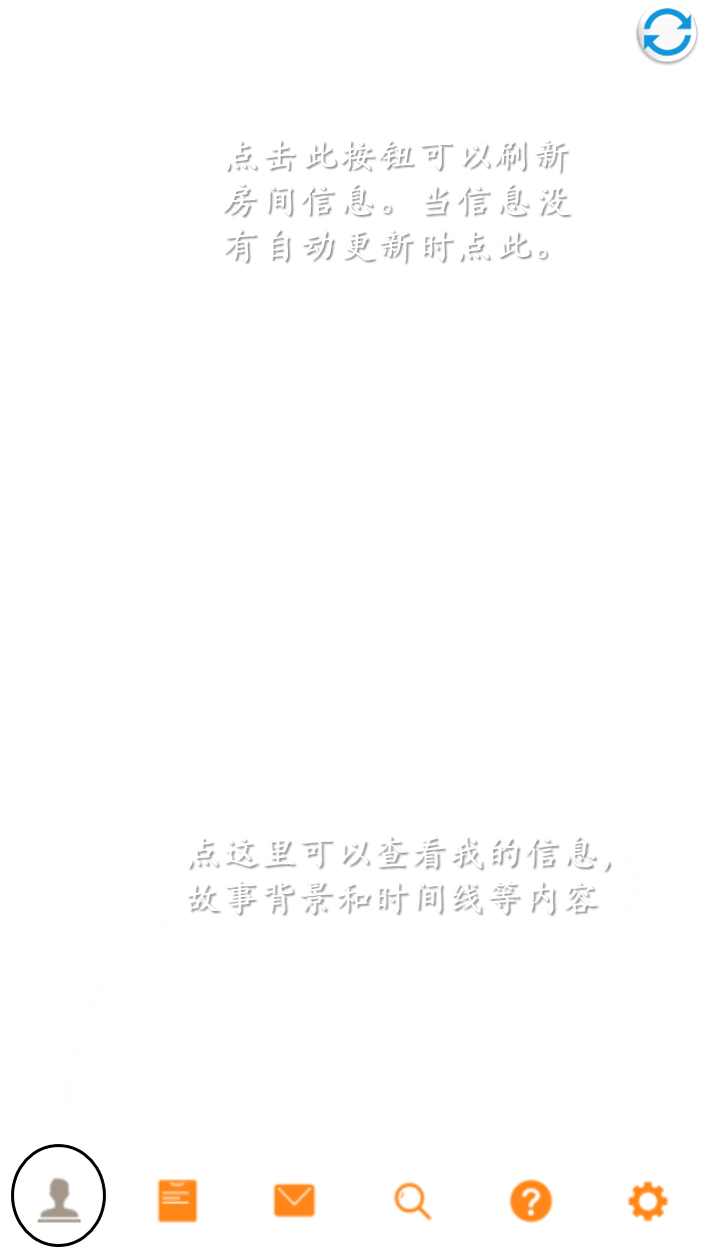 点击此按钮可以刷新
房间信息。当信息没
有自动更新时点此。
点这里可以查看我的信息,
故事背景和时间线等内容